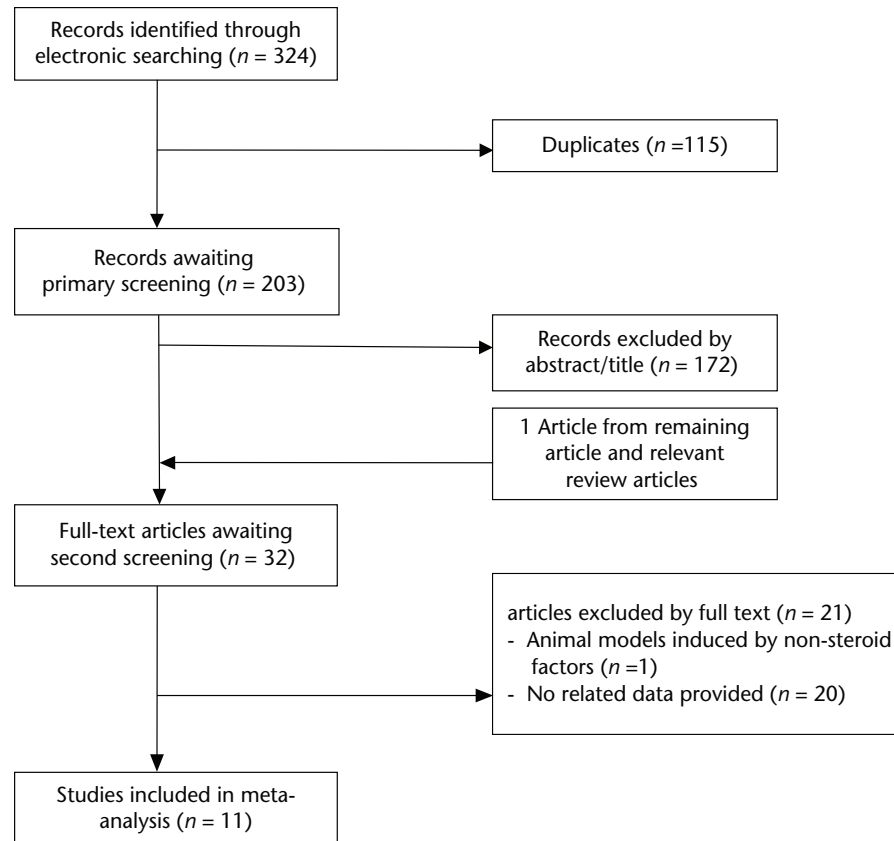 Records identified through
electronic searching (n = 324)
Duplicates (n =115)
Records awaiting
primary screening (n = 203)
Records excluded by
abstract/title (n = 172)
1 Article from remaining
article and relevant
review articles
Full-text articles awaiting
second screening (n = 32)
articles excluded by full text (n = 21)
- Animal models induced by non-steroid
factors (n =1)
- No related data provided (n = 20)
Studies included in meta-
analysis (n = 11)